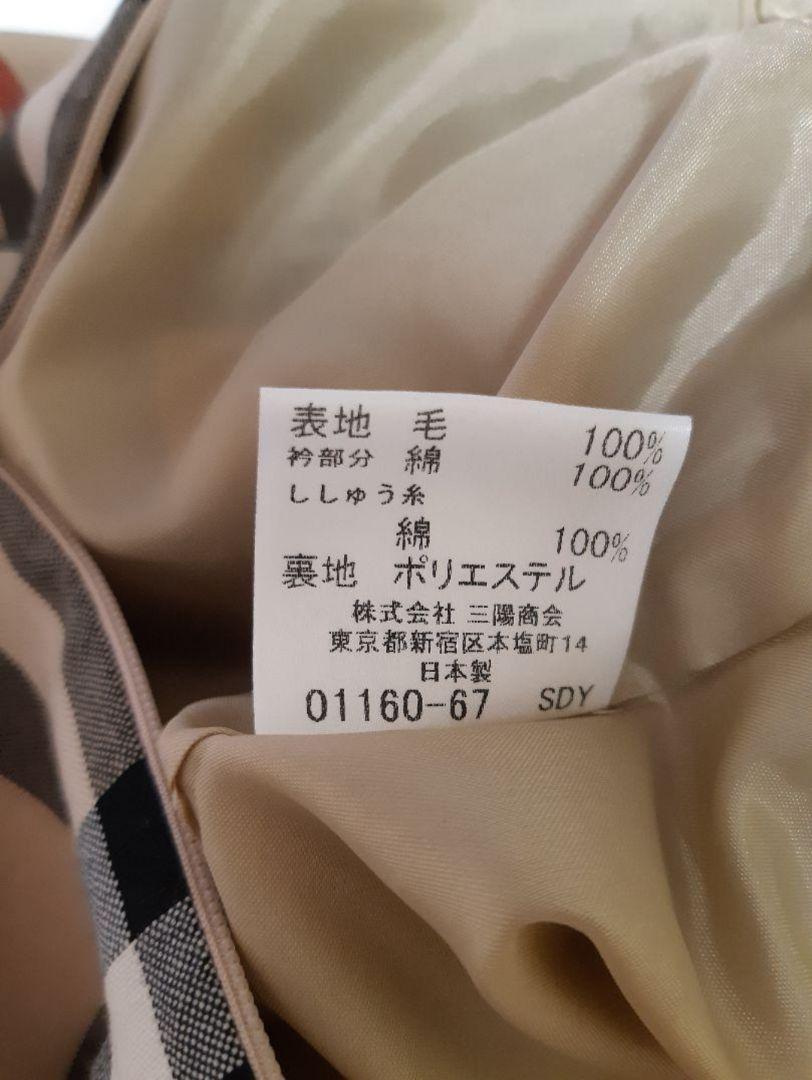 表地 毛 100%
衿部分 綿 100%
ししゅう糸
綿 100%
裏地 ポリエステル
株式会社 三陽商会
東京都新宿区本塩町14
日本製
01160-67 SDY